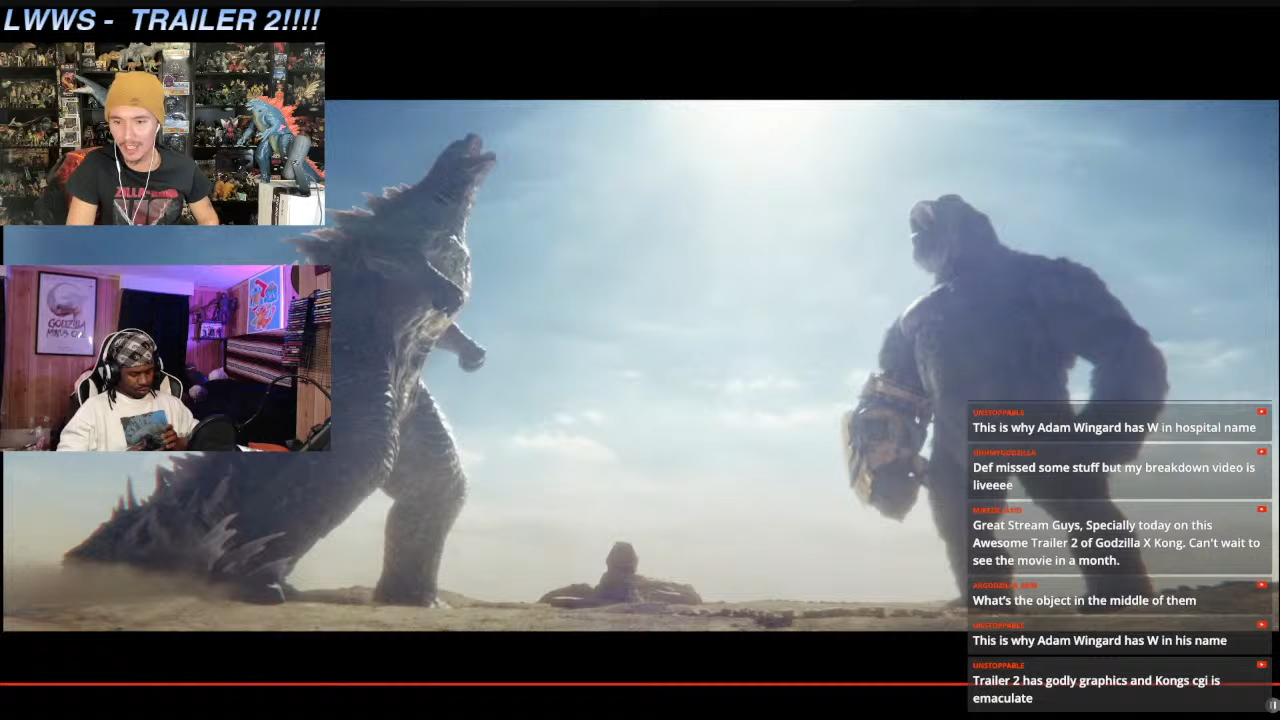 LWWS - TRAILER 2!!!!
GODZILLA
MINUS ONE
UNSTOPPABLE
This is why Adam Wingard has W in hospital name
Def missed some stuff but my breakdown video is
liveeee
Great Stream Guys, Specially today on this
Awesome Trailer 2 of Godzilla X Kong. Can't wait to
see the movie in a month.
What's the object in the middle of them
UNSTOPPABLE
This is why Adam Wingard has W in his name
UNSTOPPABLE
Trailer 2 has godly graphics and Kongs cgi is
emaculate